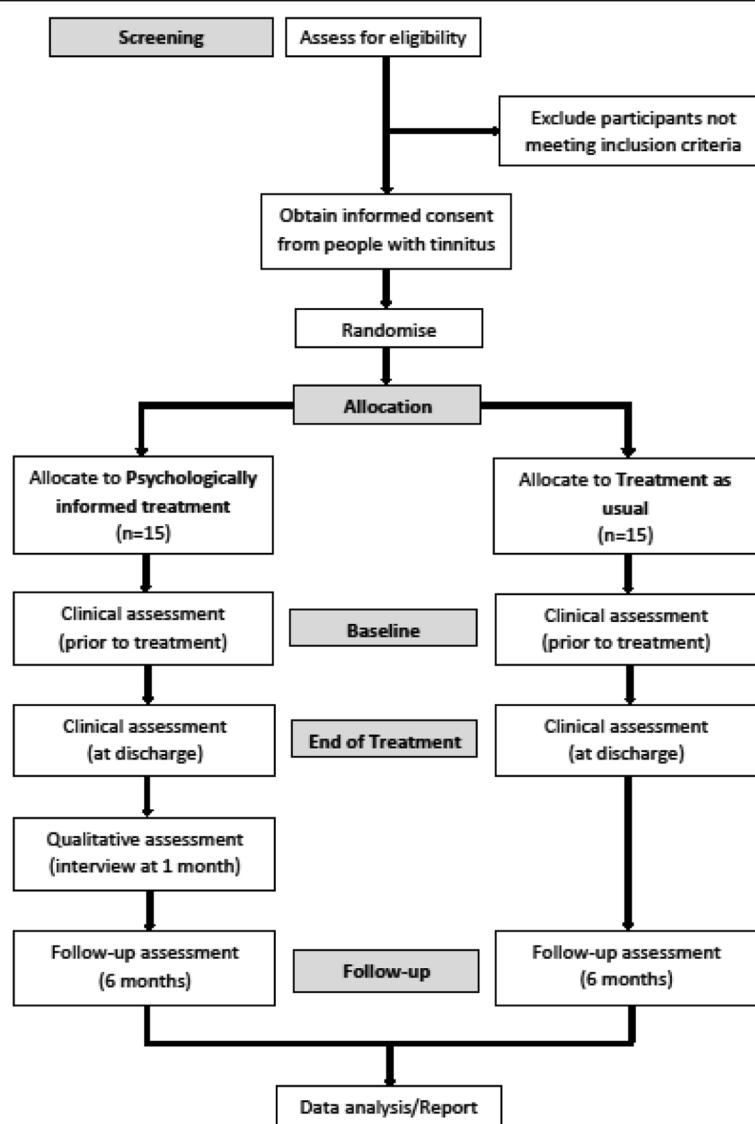 Screening
Assess for eligibility
Exclude participants not
meeting inclusion criteria
Obtain informed consent
from people with tinnitus
Randomise
Allocation
Allocate to Psychologically
informed treatment
(n=15)
Allocate to Treatment as
usual
(n=15)
Clinical assessment
(prior to treatment)
Baseline
Clinical assessment
(prior to treatment)
Clinical assessment
(at discharge)
End of Treatment
Clinical assessment
(at discharge)
Qualitative assessment
(interview at 1 month)
Follow-up assessment
(6 months)
Follow-up
Follow-up assessment
(6 months)
Data analysis/Report